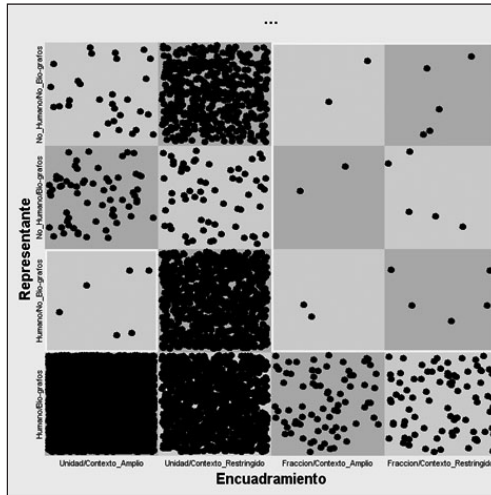 ...
No_Humano/No_Bio-grafos
No_Humano/Bio-grafos
Humano/No_Bio-grafos
Humano/Bio-grafos
Representante
Unidad/Contexto_Amplio
Unidad/Contexto_Restringido
Fraccion/Contexto_Amplio
Fraccion/Contexto_Restringido
Encuadramiento